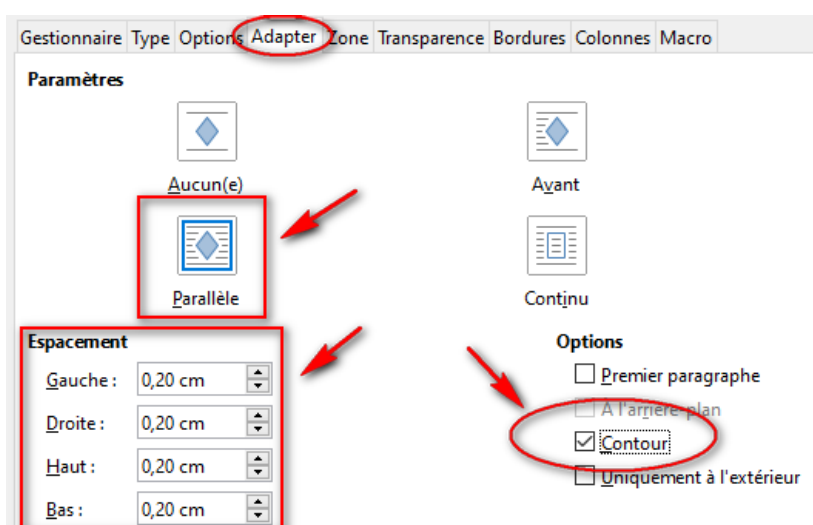 Gestionnaire Type Options Adapter Zone Transparence Bordures Colonnes Macro
Paramètres
Aucun(e) Avant
Parallèle Continu
Espacement Options
Gauche : 0,20 cm Premier paragraphe
À l'arrière-plan
Droite : 0,20 cm
Contour
Haut : 0,20 cm
Uniquement à l'extérieur
Bas : 0,20 cm